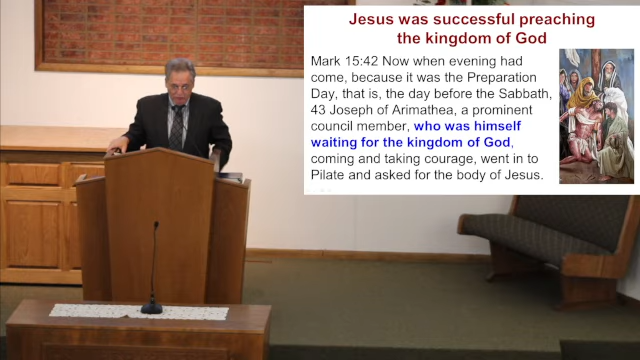 Jesus was successful preaching
the kingdom of God
Mark 15:42 Now when evening had
come, because it was the Preparation
Day, that is, the day before the Sabbath,
43 Joseph of Arimathea, a prominent
council member, who was himself
waiting for the kingdom of God,
coming and taking courage, went in to
Pilate and asked for the body of Jesus.